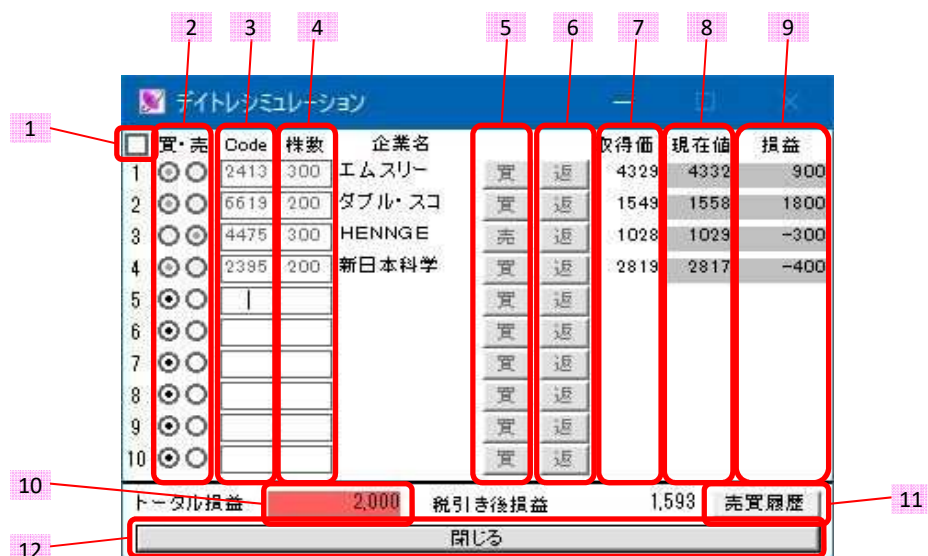 2 3 4 5 6 7 8 9
デイトレシミュレーション
1
買・売 Code 株数 企業名 取得価 現在値 損益
1 2413 300 エムスリー 買 返 4329 4332 900
2 6619 200 ダブル・スコ 買 返 1549 1558 1800
3 4475 300 HENNGE 売 返 1028 1029 -300
4 2395 200 新日本科学 買 返 2819 2817 -400
5 買 返
6 買 返
7 買 返
8 買 返
9 買 返
10 買 返
10
トータル損益 2,000 税引き後損益 1,593 売買履歴
11
閉じる
12